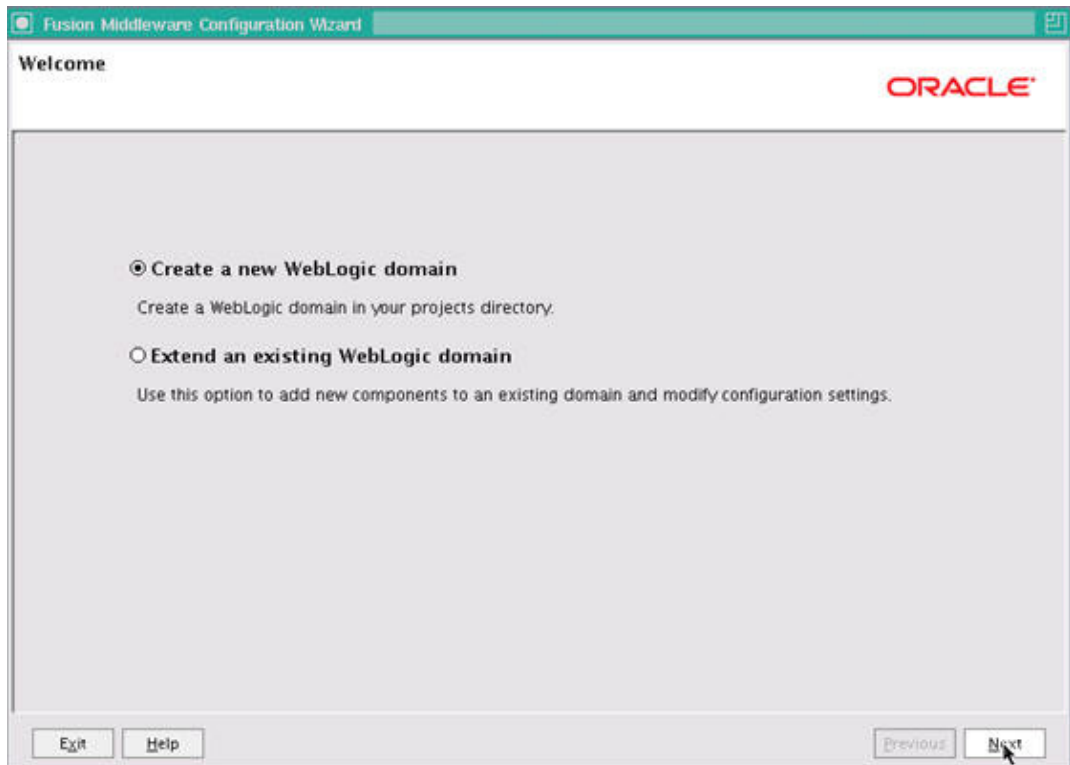 Fusion Middleware Configuration Wizard
Welcome
ORACLE
Create a new WebLogic domain
Create a WebLogic domain in your projects directory.
Extend an existing WebLogic domain
Use this option to add new components to an existing domain and modify configuration settings.
Exit Help Previous Next